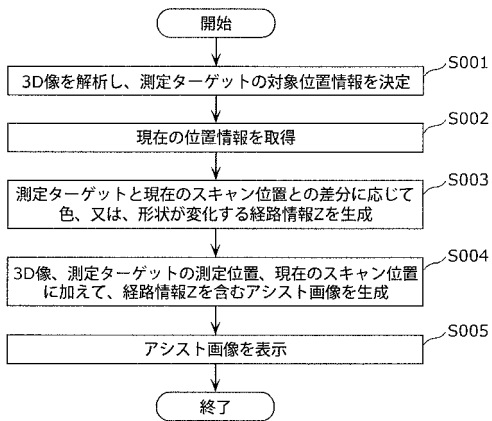 開始
S001
3D像を解析し、測定ターゲットの対象位置情報を決定
S002
現在の位置情報を取得
S003
測定ターゲットと現在のスキャン位置との差分に応じて
色、又は、形状が変化する経路情報Zを生成
S004
3D像、測定ターゲットの測定位置、現在のスキャン位置
に加えて、経路情報Zを含むアシスト画像を生成
S005
アシスト画像を表示
終了